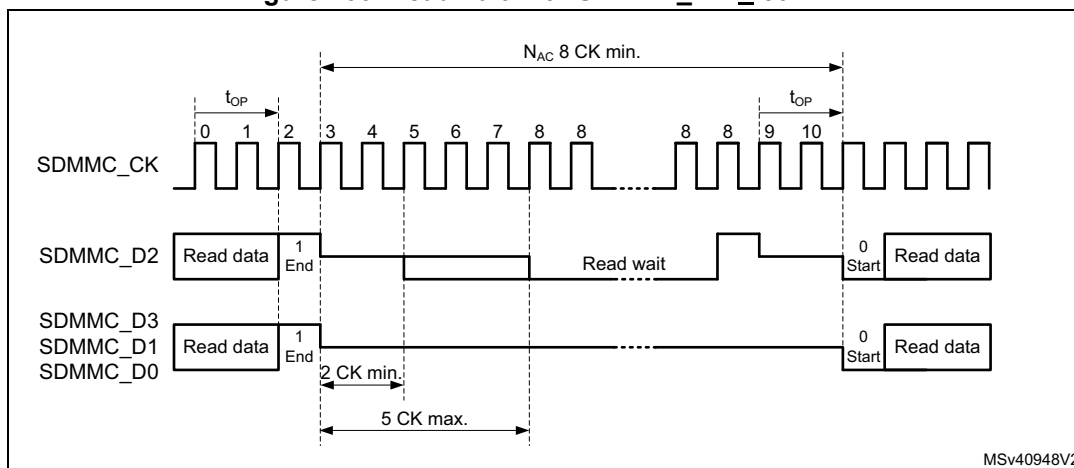 N_AC 8 CK min.
t_OP t_OP
0 1 2 3 4 5 6 7 8 8 8 8 9 10
SDMMC_CK
SDMMC_D2 Read data 1 End Read wait 0 Start Read data
SDMMC_D3
SDMMC_D1 Read data 1 End 0 Start Read data
SDMMC_D0
2 CK min.
5 CK max.
MSv40948V2